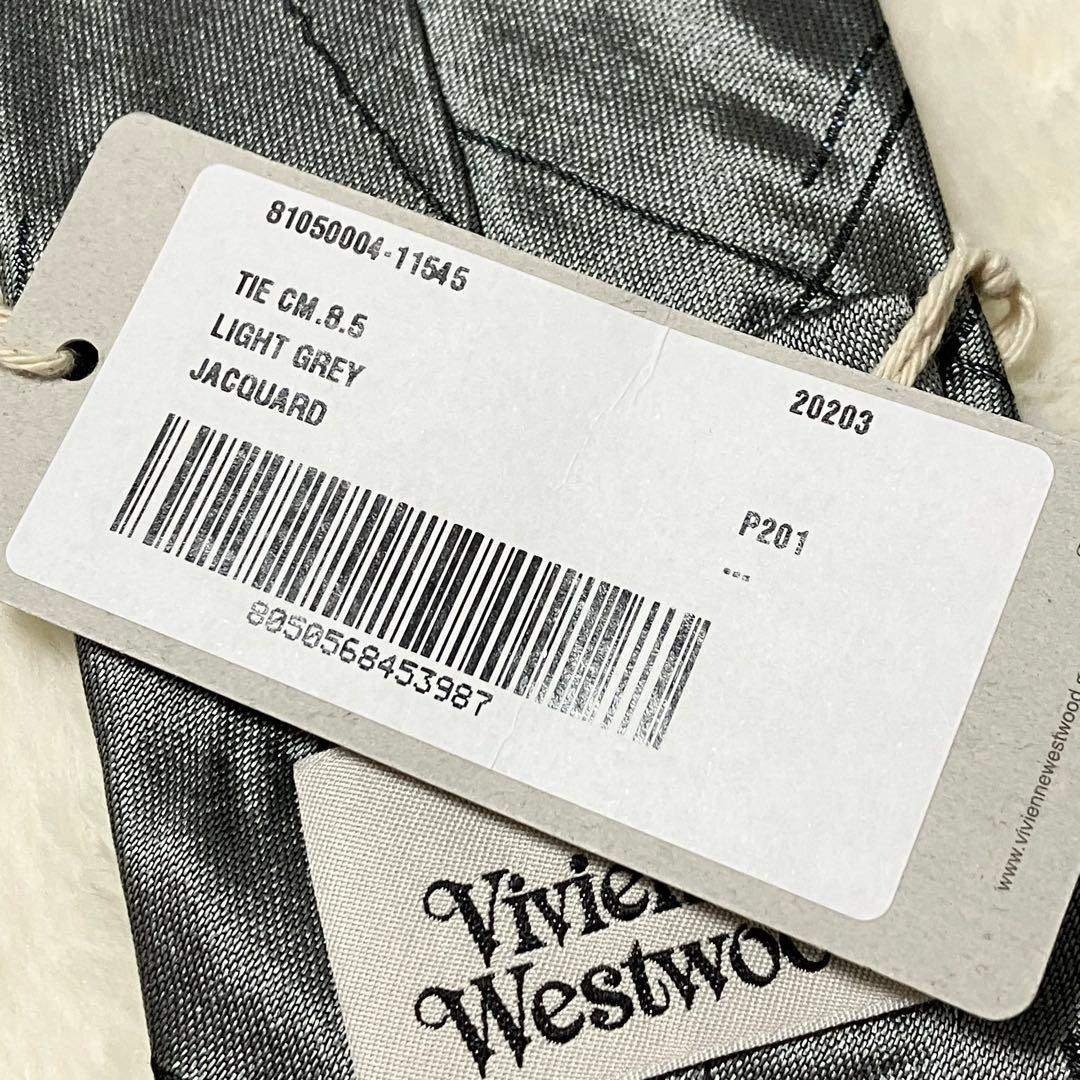 81050004-11545
TIE CM.8.5
LIGHT GREY
JACQUARD
20203
P201
---
8050568453987
www.viviennewestwood.
Vivien
Westwoo